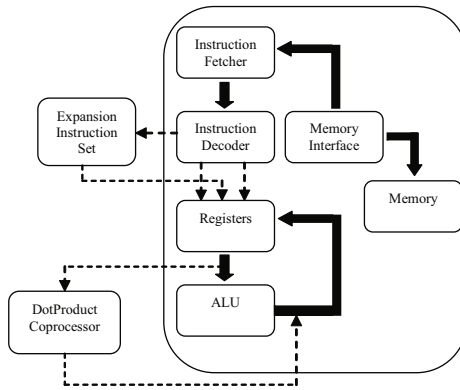 Instruction
Fetcher
Expansion
Instruction
Set
Instruction
Decoder
Memory
Interface
Memory
Registers
DotProduct
Coprocessor
ALU